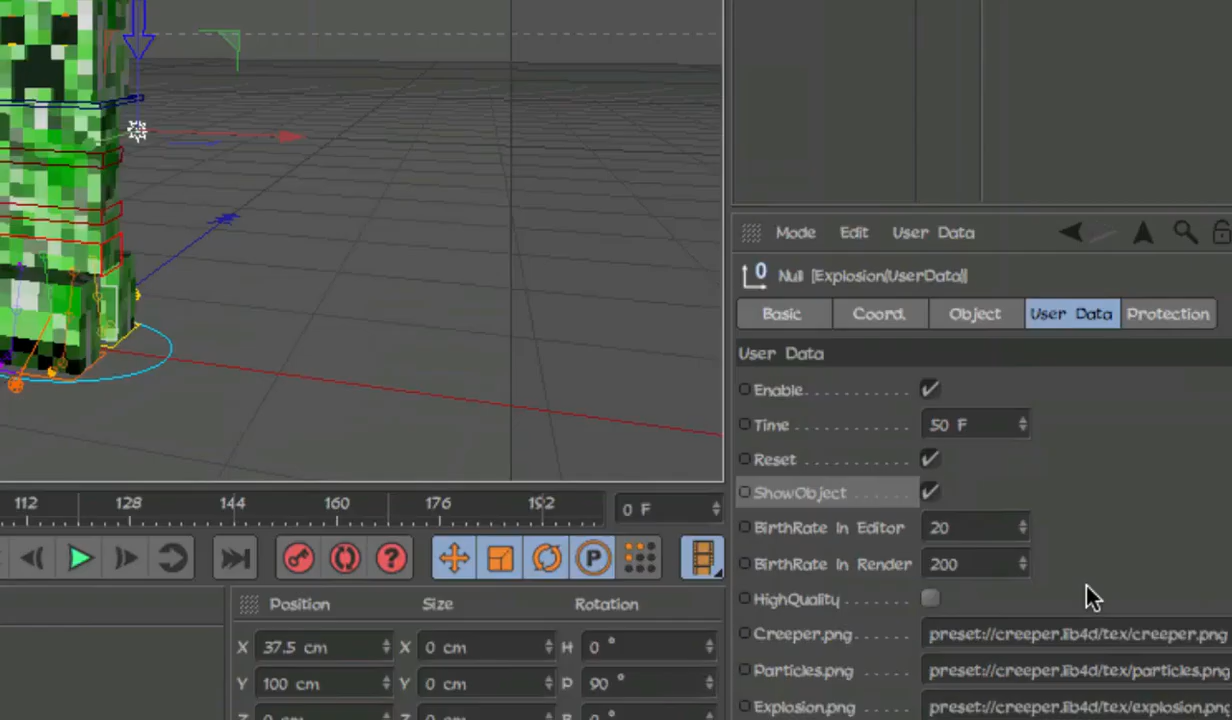 Mode Edit User Data
0
Null [Explosion(UserData)]
Basic Coord. Object User Data Protection
User Data
Enable. . . . . . . . . .
Time . . . . . . . . . . . 50 F
Reset . . . . . . . . . .
ShowObject . . . . . .
BirthRate In Editor 20
BirthRate In Render 200
HighQuality . . . . . .
Creeper.png. . . . . . preset://creeper.lib4d/tex/creeper.png
Particles.png . . . . . preset://creeper.lib4d/tex/particles.png
Explosion.png . . . . preset://creeper.lib4d/tex/explosion.pn
112 128 144 160 176 192 0 F
?
P
Position Size Rotation
X 37.5 cm X 0 cm H 0 °
Y 100 cm Y 0 cm P 90 °